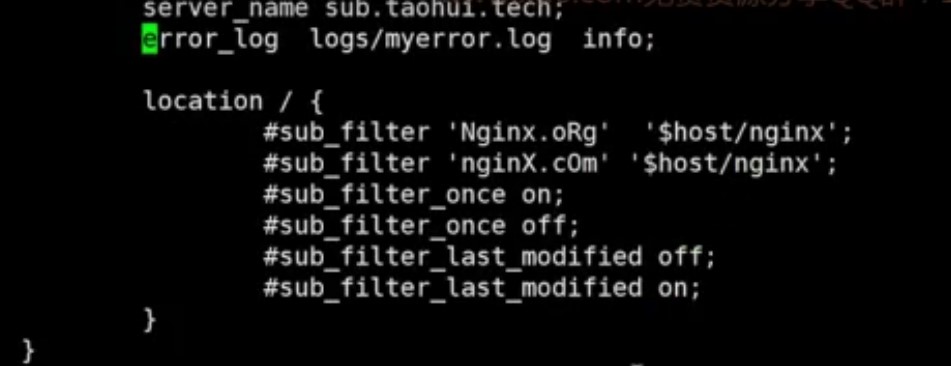 server_name sub.taohui.tech;
error_log  logs/myerror.log  info;
location / {
#sub_filter 'Nginx.oRg'  '$host/nginx';
#sub_filter 'nginX.cOm' '$host/nginx';
#sub_filter_once on;
#sub_filter_once off;
#sub_filter_last_modified off;
#sub_filter_last_modified on;
}
}